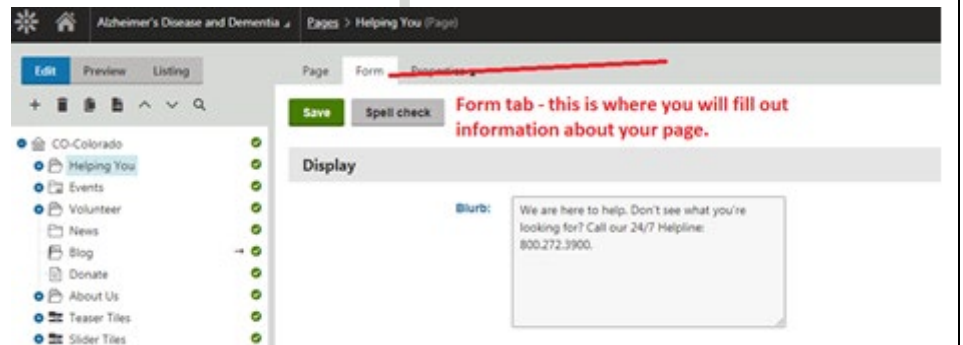 Alzheimer's Disease and Dementia Pages > Helping You (Page)
Edit Preview Listing
Page Form Properties
Save Spell check
Form tab - this is where you will fill out
information about your page.
CO-Colorado
Helping You
Events
Volunteer
News
Blog
Donate
About Us
Teaser Tiles
Slider Tiles
Display
Blurb:
We are here to help. Don't see what you're
looking for? Call our 24/7 Helpline:
800.272.3900.